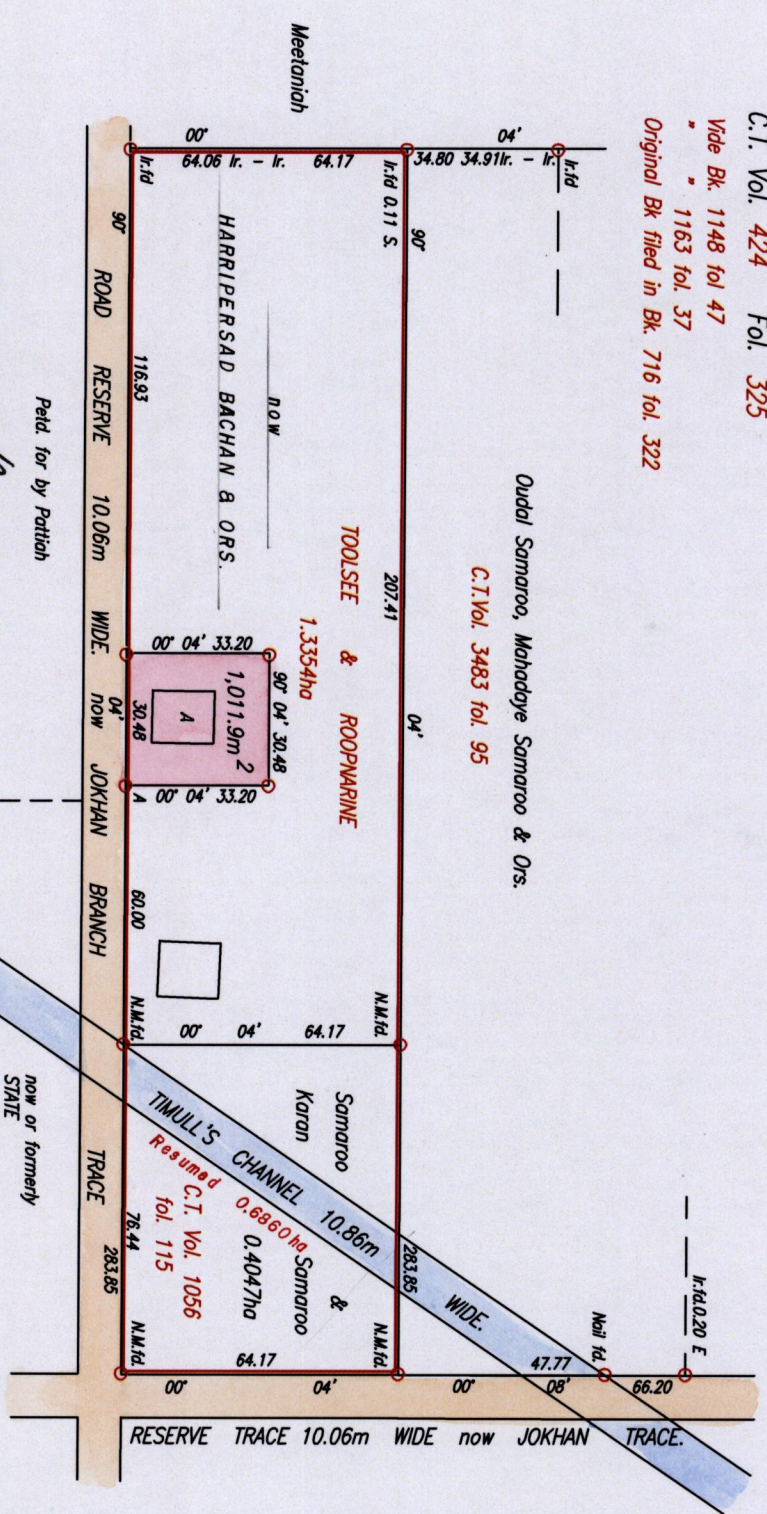 C.T. Vol. 424 Fol. 325
Vide Bk. 1148 fol 47
" " 1163 fol. 37
Original Bk filed in Bk. 716 fol. 322
Oudal Samaroo, Mahadaye Samaroo & Ors.
C.T.Vol. 3483 fol. 95
Meetaniah
04'
34.80 34.91Ir. - Ir.
Ir.fd
00°
64.06 Ir. - Ir. 64.17
Ir.fd
Ir.fd 0.11 S.
90°
207.41
04'
TOOLSEE & ROOPNARINE
1.3354ha
now
HARRIPERSAD BACHAN & ORS.
90° 04' 30.48
00° 04' 33.20
1,011.9m²
A
00° 04' 33.20
A
116.93
30.48
60.00
90°
04'
N.M.fd.
N.M.fd.
00° 04' 64.17
Samaroo
Karan
&
Samaroo
0.4047ha
TIMULL'S CHANNEL 10.86m WIDE.
Resumed 0.6860ha
C.T. Vol. 1056
fol. 115
76.44
283.85
283.85
N.M.fd.
N.M.fd.
64.17
00° 04'
00° 08'
47.77
66.20
Nail fd.
Ir.fd.0.20 E
ROAD RESERVE 10.06m WIDE. now JOKHAN BRANCH TRACE
RESERVE TRACE 10.06m WIDE now JOKHAN TRACE.
Petd. for by Pattiah
now or formerly
STATE